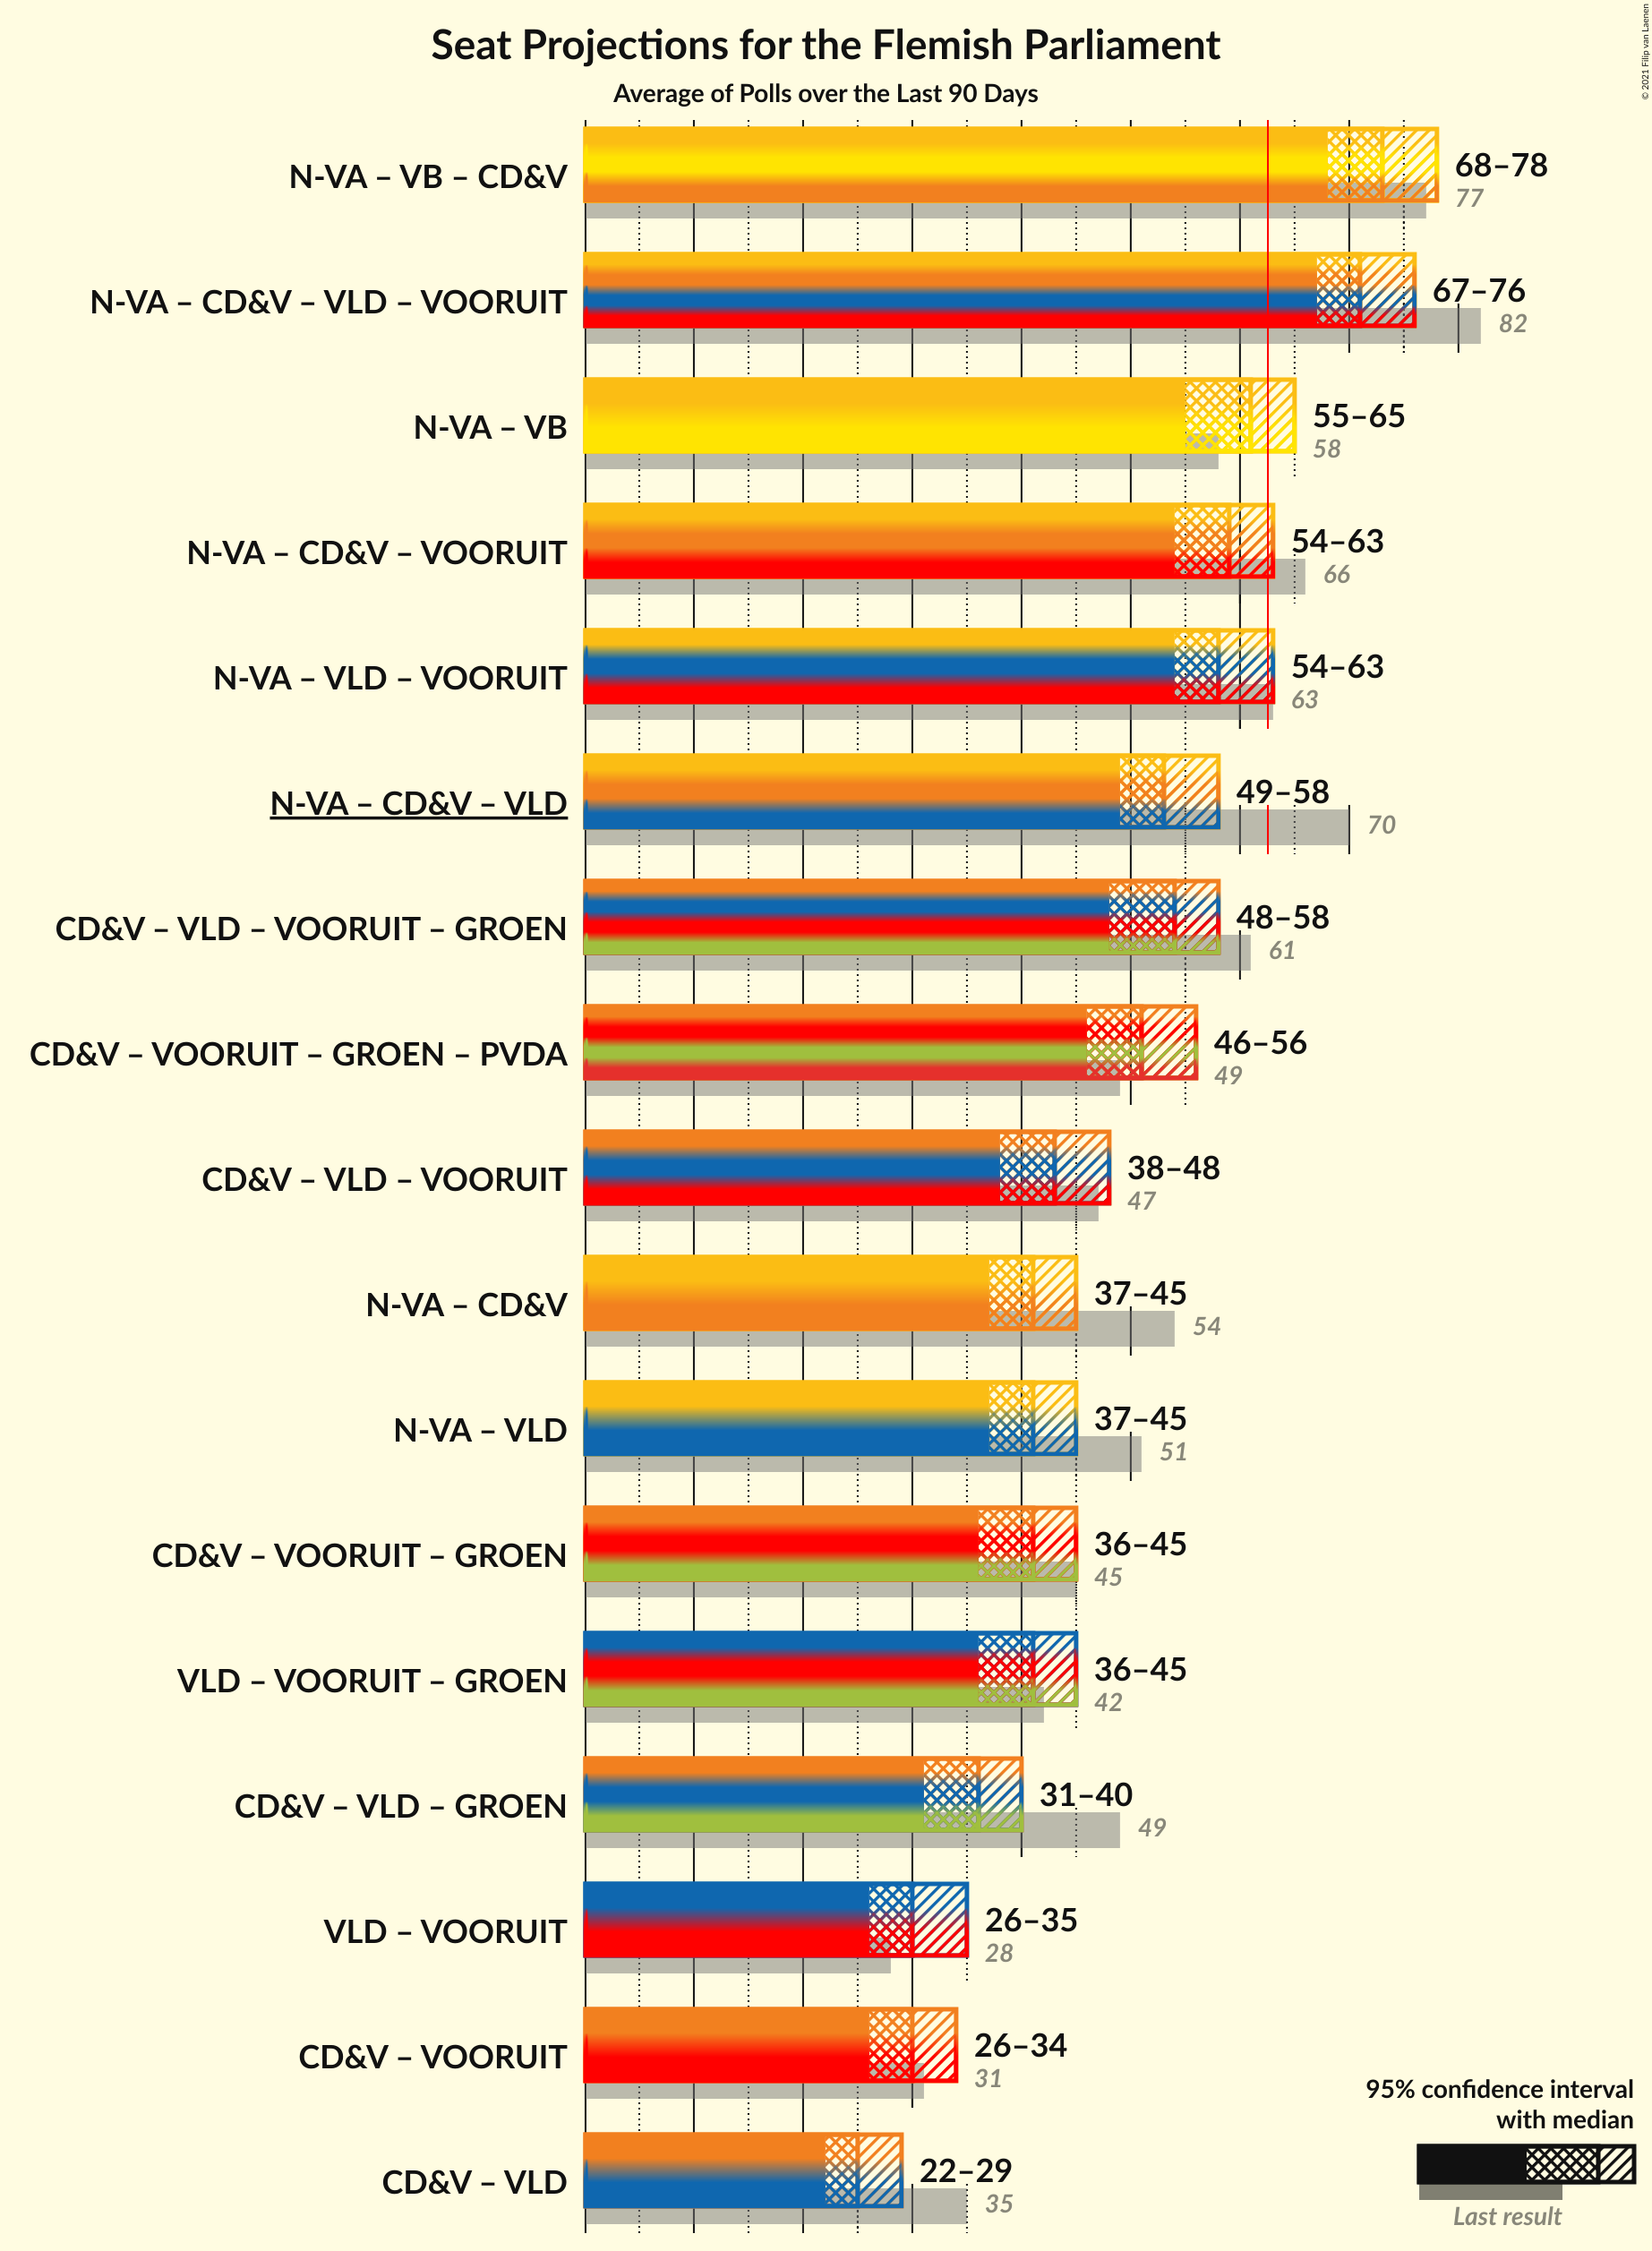 Seat Projections for the Flemish Parliament
Average of Polls over the Last 90 Days
© 2021 Filip van Laenen
N-VA – VB – CD&V
68–78
77
N-VA – CD&V – VLD – VOORUIT
67–76
82
N-VA – VB
55–65
58
N-VA – CD&V – VOORUIT
54–63
66
N-VA – VLD – VOORUIT
54–63
63
N-VA – CD&V – VLD
49–58
70
CD&V – VLD – VOORUIT – GROEN
48–58
61
CD&V – VOORUIT – GROEN – PVDA
46–56
49
CD&V – VLD – VOORUIT
38–48
47
N-VA – CD&V
37–45
54
N-VA – VLD
37–45
51
CD&V – VOORUIT – GROEN
36–45
45
VLD – VOORUIT – GROEN
36–45
42
CD&V – VLD – GROEN
31–40
49
VLD – VOORUIT
26–35
28
CD&V – VOORUIT
26–34
31
CD&V – VLD
22–29
35
95% confidence interval
with median
Last result